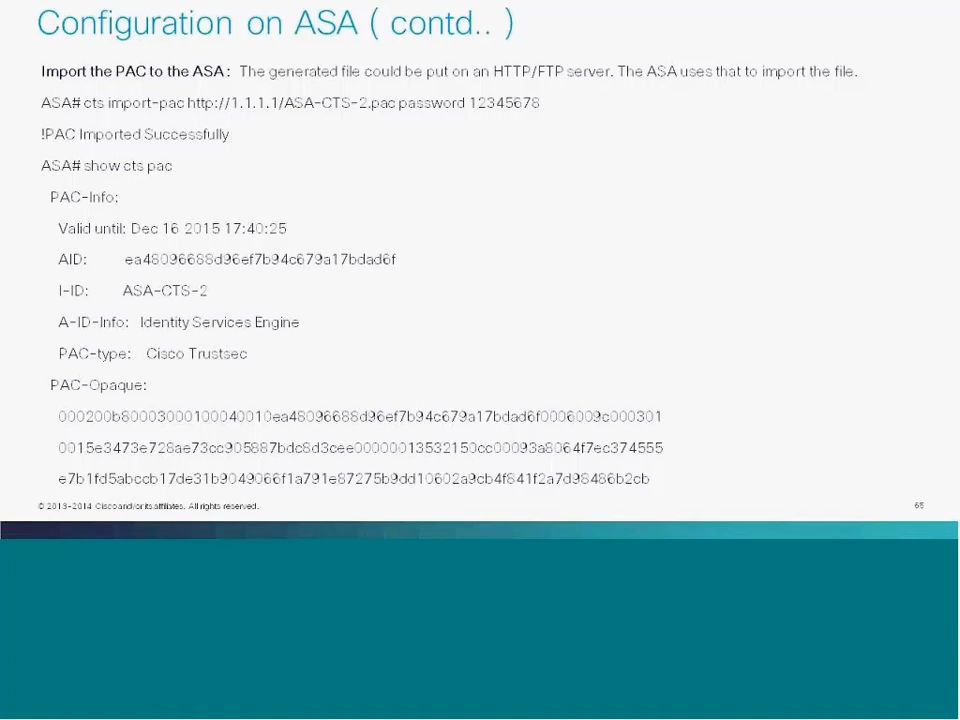 Configuration on ASA ( contd.. )
Import the PAC to the ASA : The generated file could be put on an HTTP/FTP server. The ASA uses that to import the file.
ASA# cts import-pac http://1.1.1.1/ASA-CTS-2.pac password 12345678
!PAC Imported Successfully
ASA# show cts pac
PAC-Info:
Valid until: Dec 16 2015 17:40:25
AID: ea48096688d96ef7b94c679a17bdad6f
I-ID: ASA-CTS-2
A-ID-Info: Identity Services Engine
PAC-type: Cisco Trustsec
PAC-Opaque:
000200b80003000100040010ea48096688d96ef7b94c679a17bdad6f0006009c000301
0015e3473e728ae73cc905887bdc8d3cee00000013532150cc00093a8064f7ec374555
e7b1fd5abccb17de31b9049066f1a791e87275b9dd10602a9cb4f841f2a7d98486b2cb
© 2013-2014 Cisco and/or its affiliates. All rights reserved.
65